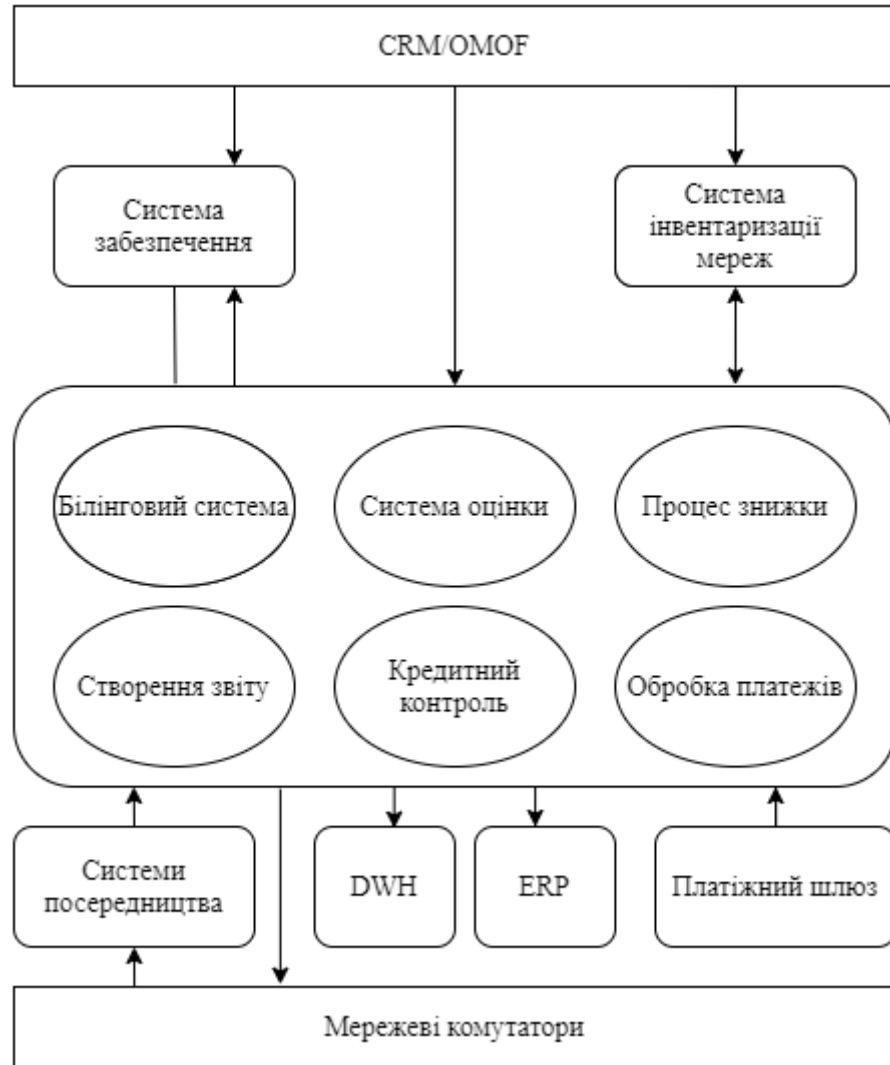 CRM/OMOF
Система
забезпечення
Система
інвентаризації
мереж
Білінговий система
Система оцінки
Процес знижки
Створення звіту
Кредитний
контроль
Обробка платежів
Системи
посередництва
DWH
ERP
Платіжний шлюз
Мережеві комутатори